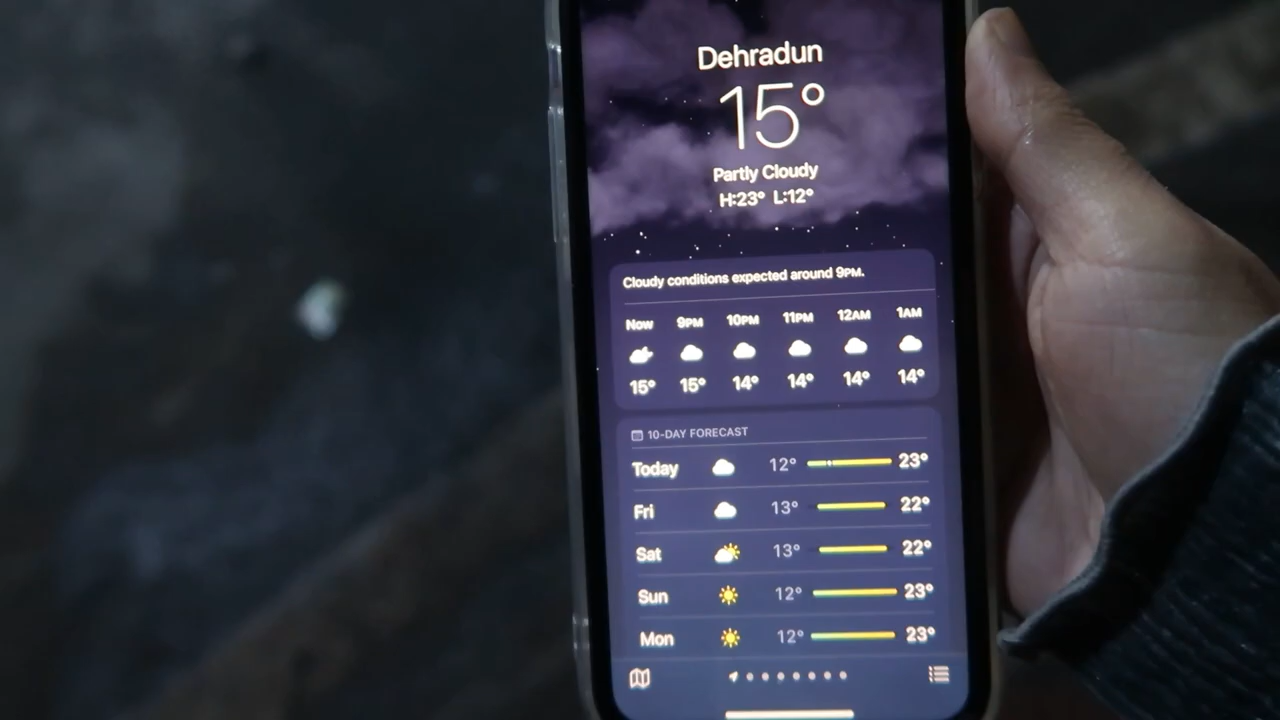 Dehradun
15°
Partly Cloudy
H:23° L:12°
Cloudy conditions expected around 9PM.
Now 9PM 10PM 11PM 12AM 1AM
15° 15° 14° 14° 14° 14°
10-DAY FORECAST
Today 12° 23°
Fri 13° 22°
Sat 13° 22°
Sun 12° 23°
Mon 12° 23°